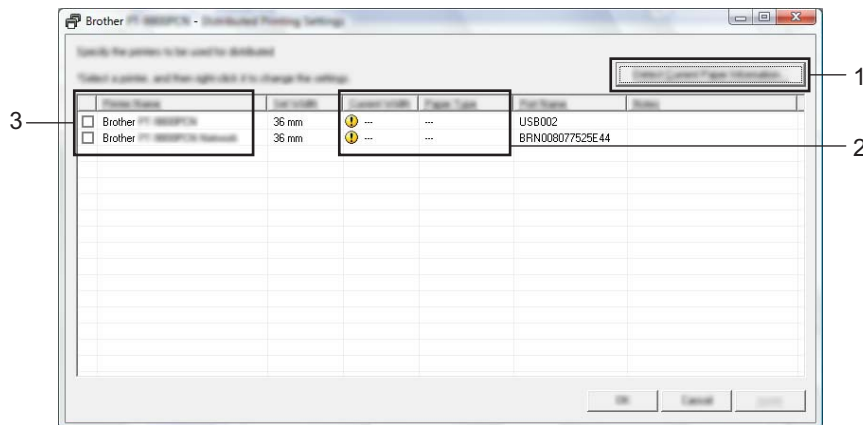 Brother - Distributed Printing Settings
Specify the printers to be used for distributed
*Select a printer, and then right-click it to change the settings.
Detect Current Paper Information... 1
Printer Name Set Width Current Width Paper Type Port Name Notes
3 Brother 36 mm --- --- USB002
Brother 36 mm --- --- BRN008077525E44
2
OK Cancel